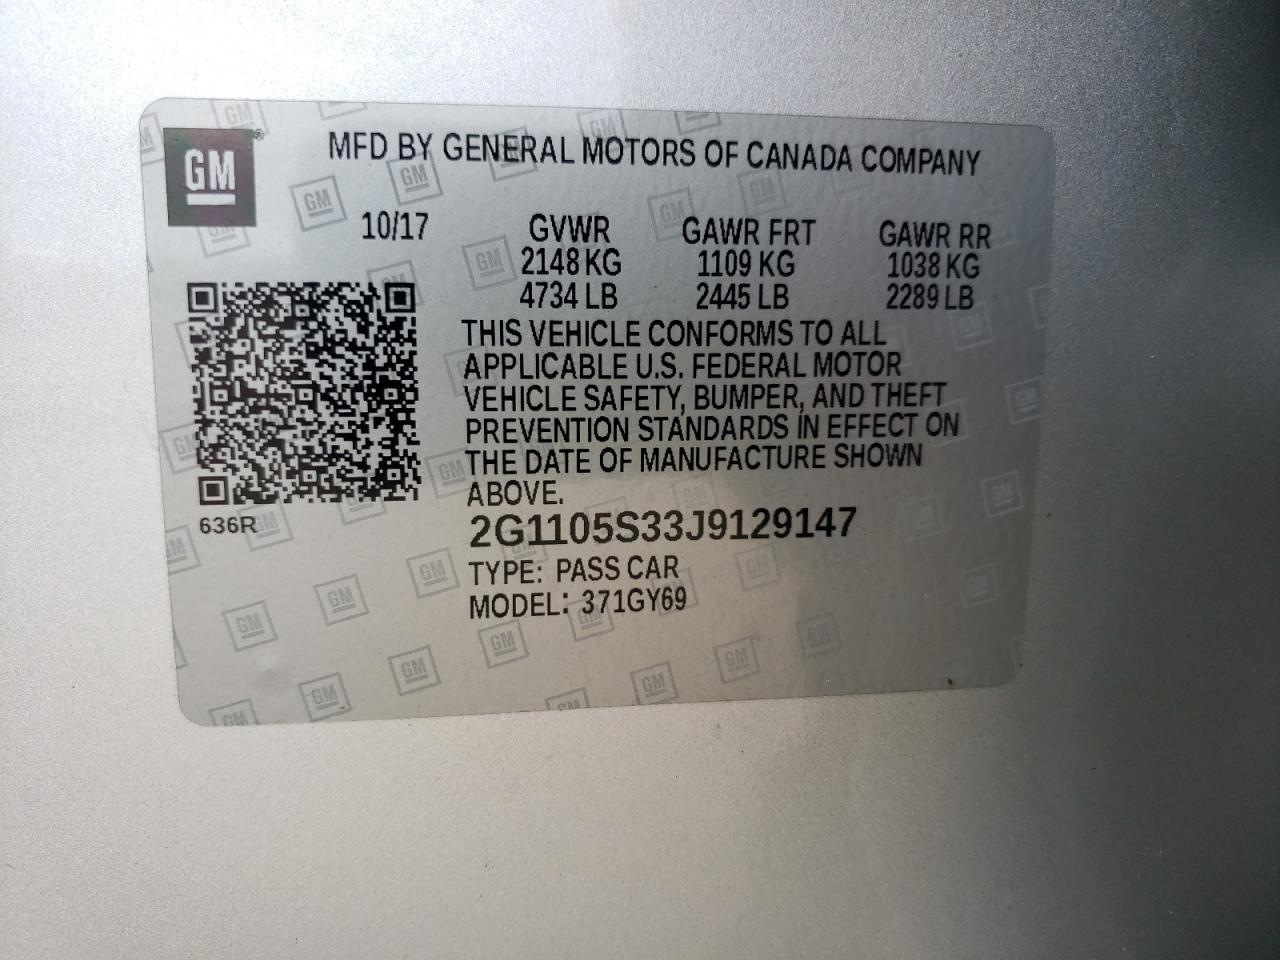 GM®
MFD BY GENERAL MOTORS OF CANADA COMPANY
10/17 GVWR GAWR FRT GAWR RR
2148 KG 1109 KG 1038 KG
4734 LB 2445 LB 2289 LB
THIS VEHICLE CONFORMS TO ALL
APPLICABLE U.S. FEDERAL MOTOR
VEHICLE SAFETY, BUMPER, AND THEFT
PREVENTION STANDARDS IN EFFECT ON
THE DATE OF MANUFACTURE SHOWN
ABOVE.
636R
2G1105S33J9129147
TYPE: PASS CAR
MODEL: 371GY69